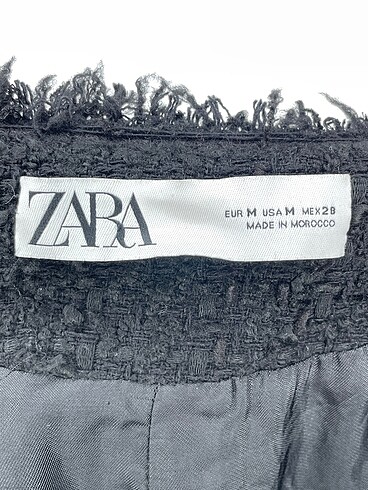 ZARA
EUR M USA M MEX 28
MADE IN MOROCCO